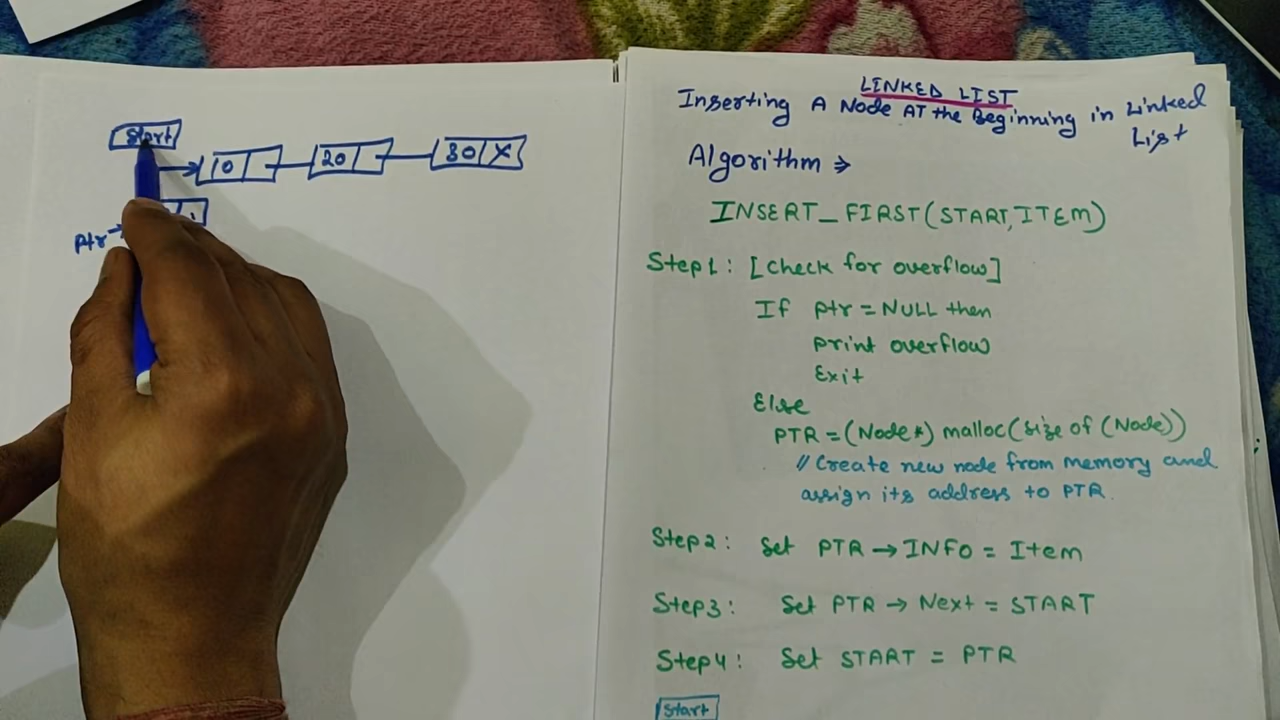 Start
10 20 30 X
Ptr
LINKED LIST
Inserting A Node AT the Beginning in Linked
List
Algorithm ⇒
INSERT_FIRST(START,ITEM)
Step1: [Check for overflow]
If Ptr = NULL then
Print overflow
Exit
Else
PTR = (Node*) malloc(size of (Node))
// Create new node from memory and
assign its address to PTR.
Step2: Set PTR → INFO = Item
Step3: Set PTR → Next = START
Step4: Set START = PTR
Start